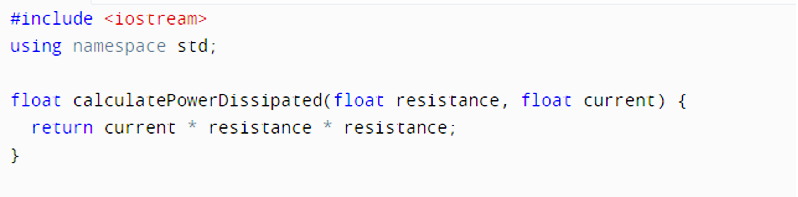 #include <iostream>
using namespace std;
float calculatePowerDissipated(float resistance, float current) {
  return current * resistance * resistance;
}